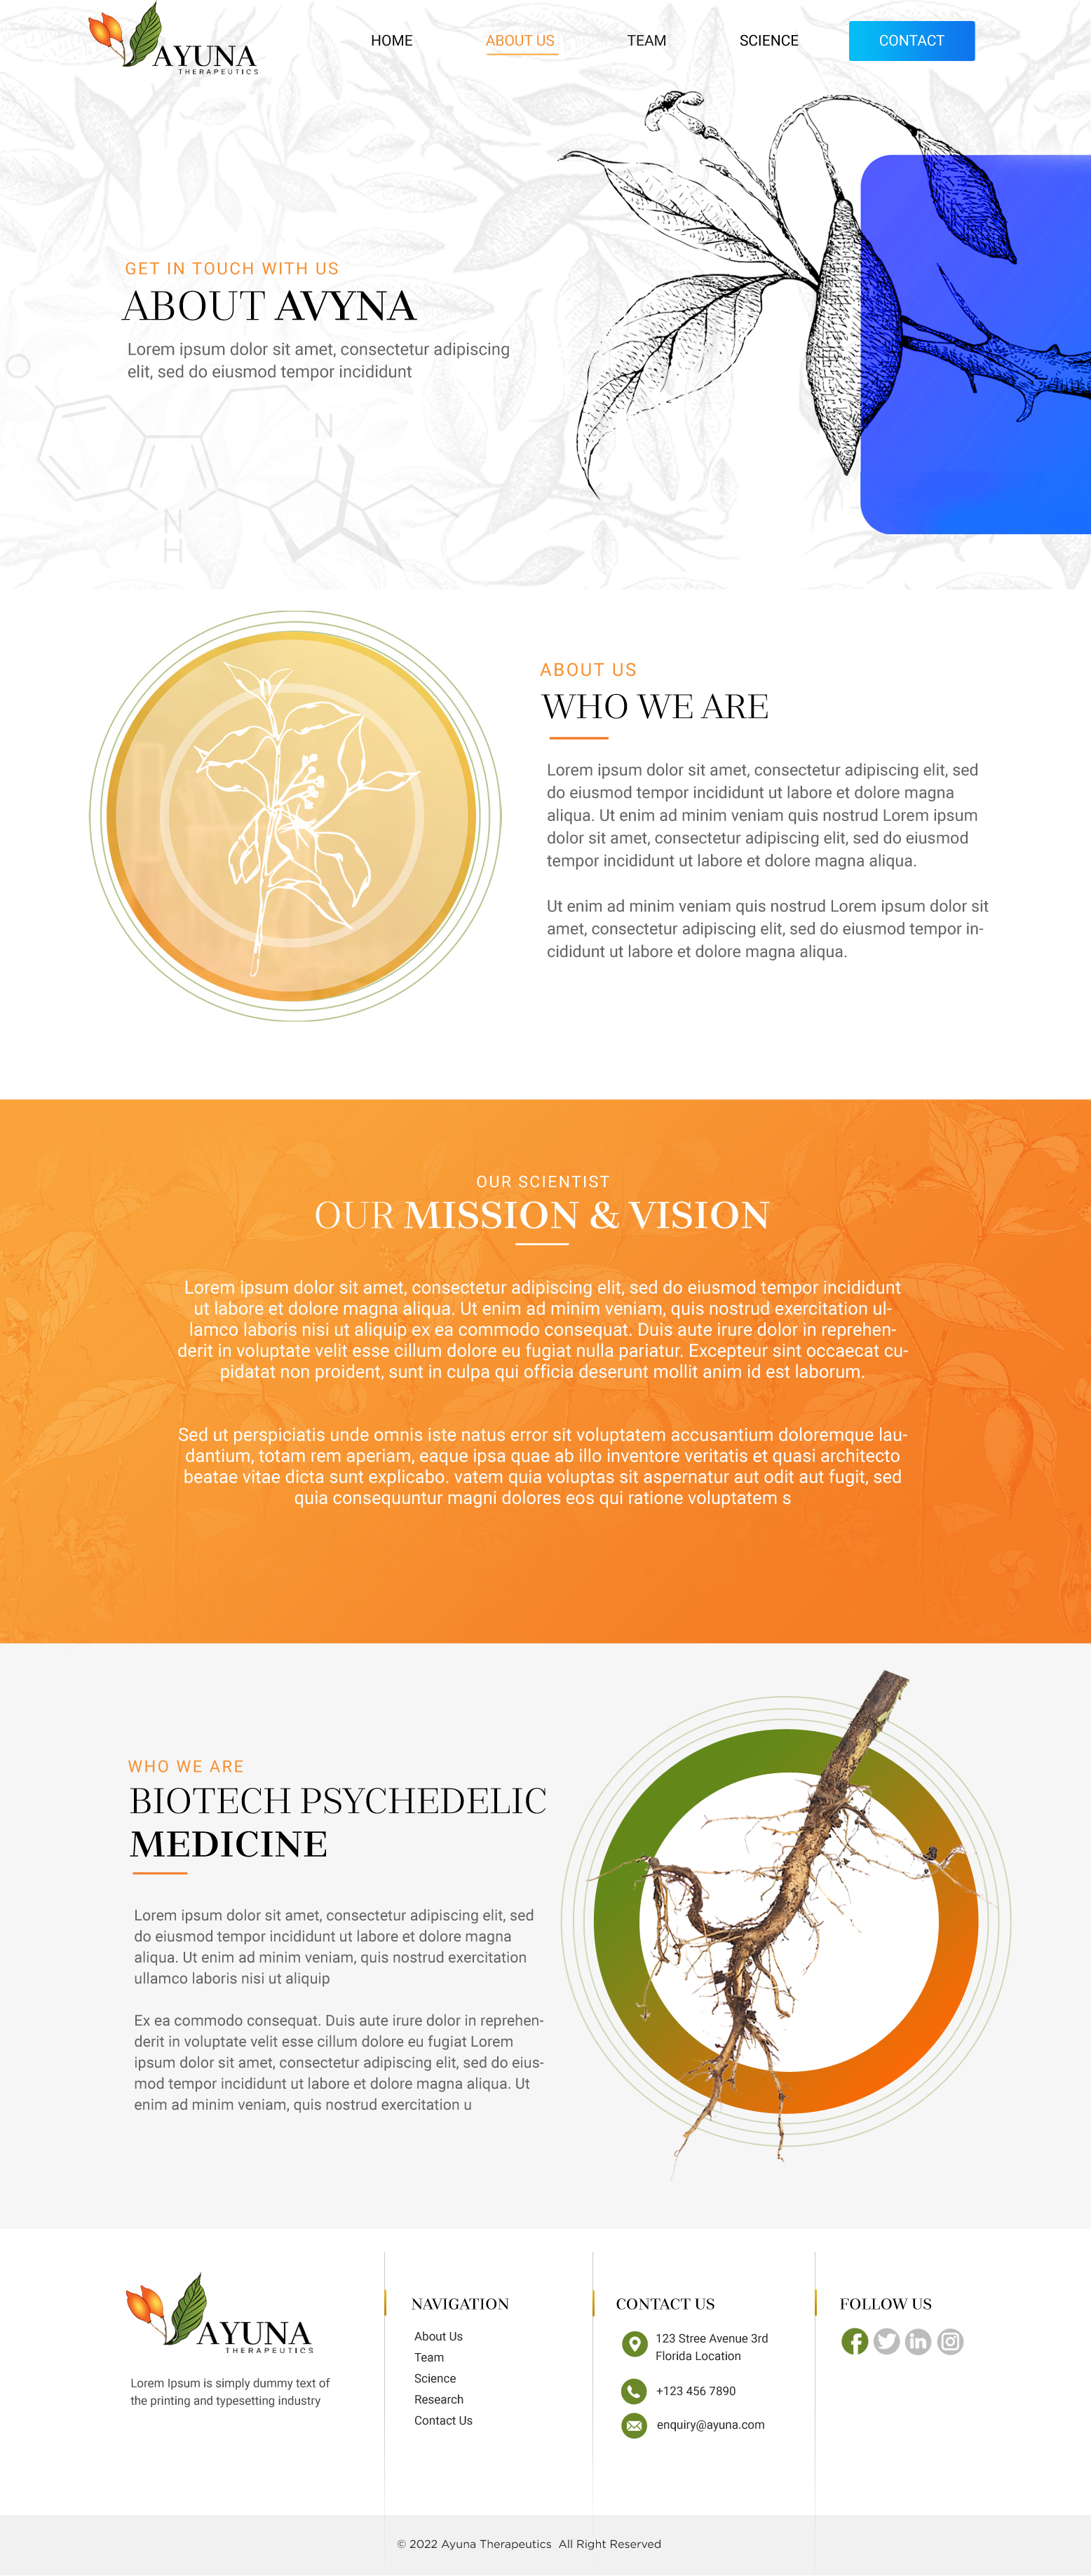 AYUNA
THERAPEUTICS
HOME
ABOUT US
TEAM
SCIENCE
CONTACT
GET IN TOUCH WITH US
ABOUT AVYNA
Lorem ipsum dolor sit amet, consectetur adipiscing
elit, sed do eiusmod tempor incididunt
O
N
N
H
ABOUT US
WHO WE ARE
Lorem ipsum dolor sit amet, consectetur adipiscing elit, sed
do eiusmod tempor incididunt ut labore et dolore magna
aliqua. Ut enim ad minim veniam quis nostrud Lorem ipsum
dolor sit amet, consectetur adipiscing elit, sed do eiusmod
tempor incididunt ut labore et dolore magna aliqua.
Ut enim ad minim veniam quis nostrud Lorem ipsum dolor sit
amet, consectetur adipiscing elit, sed do eiusmod tempor in-
cididunt ut labore et dolore magna aliqua.
OUR SCIENTIST
OUR MISSION & VISION
Lorem ipsum dolor sit amet, consectetur adipiscing elit, sed do eiusmod tempor incididunt
ut labore et dolore magna aliqua. Ut enim ad minim veniam, quis nostrud exercitation ul-
lamco laboris nisi ut aliquip ex ea commodo consequat. Duis aute irure dolor in reprehen-
derit in voluptate velit esse cillum dolore eu fugiat nulla pariatur. Excepteur sint occaecat cu-
pidatat non proident, sunt in culpa qui officia deserunt mollit anim id est laborum.
Sed ut perspiciatis unde omnis iste natus error sit voluptatem accusantium doloremque lau-
dantium, totam rem aperiam, eaque ipsa quae ab illo inventore veritatis et quasi architecto
beatae vitae dicta sunt explicabo. vatem quia voluptas sit aspernatur aut odit aut fugit, sed
quia consequuntur magni dolores eos qui ratione voluptatem s
WHO WE ARE
BIOTECH PSYCHEDELIC
MEDICINE
Lorem ipsum dolor sit amet, consectetur adipiscing elit, sed
do eiusmod tempor incididunt ut labore et dolore magna
aliqua. Ut enim ad minim veniam, quis nostrud exercitation
ullamco laboris nisi ut aliquip
Ex ea commodo consequat. Duis aute irure dolor in reprehen-
derit in voluptate velit esse cillum dolore eu fugiat Lorem
ipsum dolor sit amet, consectetur adipiscing elit, sed do eius-
mod tempor incididunt ut labore et dolore magna aliqua. Ut
enim ad minim veniam, quis nostrud exercitation u
AYUNA
THERAPEUTICS
Lorem Ipsum is simply dummy text of
the printing and typesetting industry
NAVIGATION
About Us
Team
Science
Research
Contact Us
CONTACT US
123 Stree Avenue 3rd
Florida Location
+123 456 7890
enquiry@ayuna.com
FOLLOW US
© 2022 Ayuna Therapeutics All Right Reserved